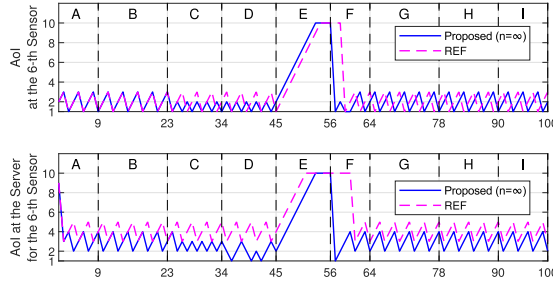 A B C D E F G H I
10
8
6
4
2
1
AoI
at the 6-th Sensor
Proposed (n=∞)
REF
9 23 34 45 56 64 78 90 100
A B C D E F G H I
10
8
6
4
2
1
AoI at the Server
for the 6-th Sensor
Proposed (n=∞)
REF
9 23 34 45 56 64 78 90 100